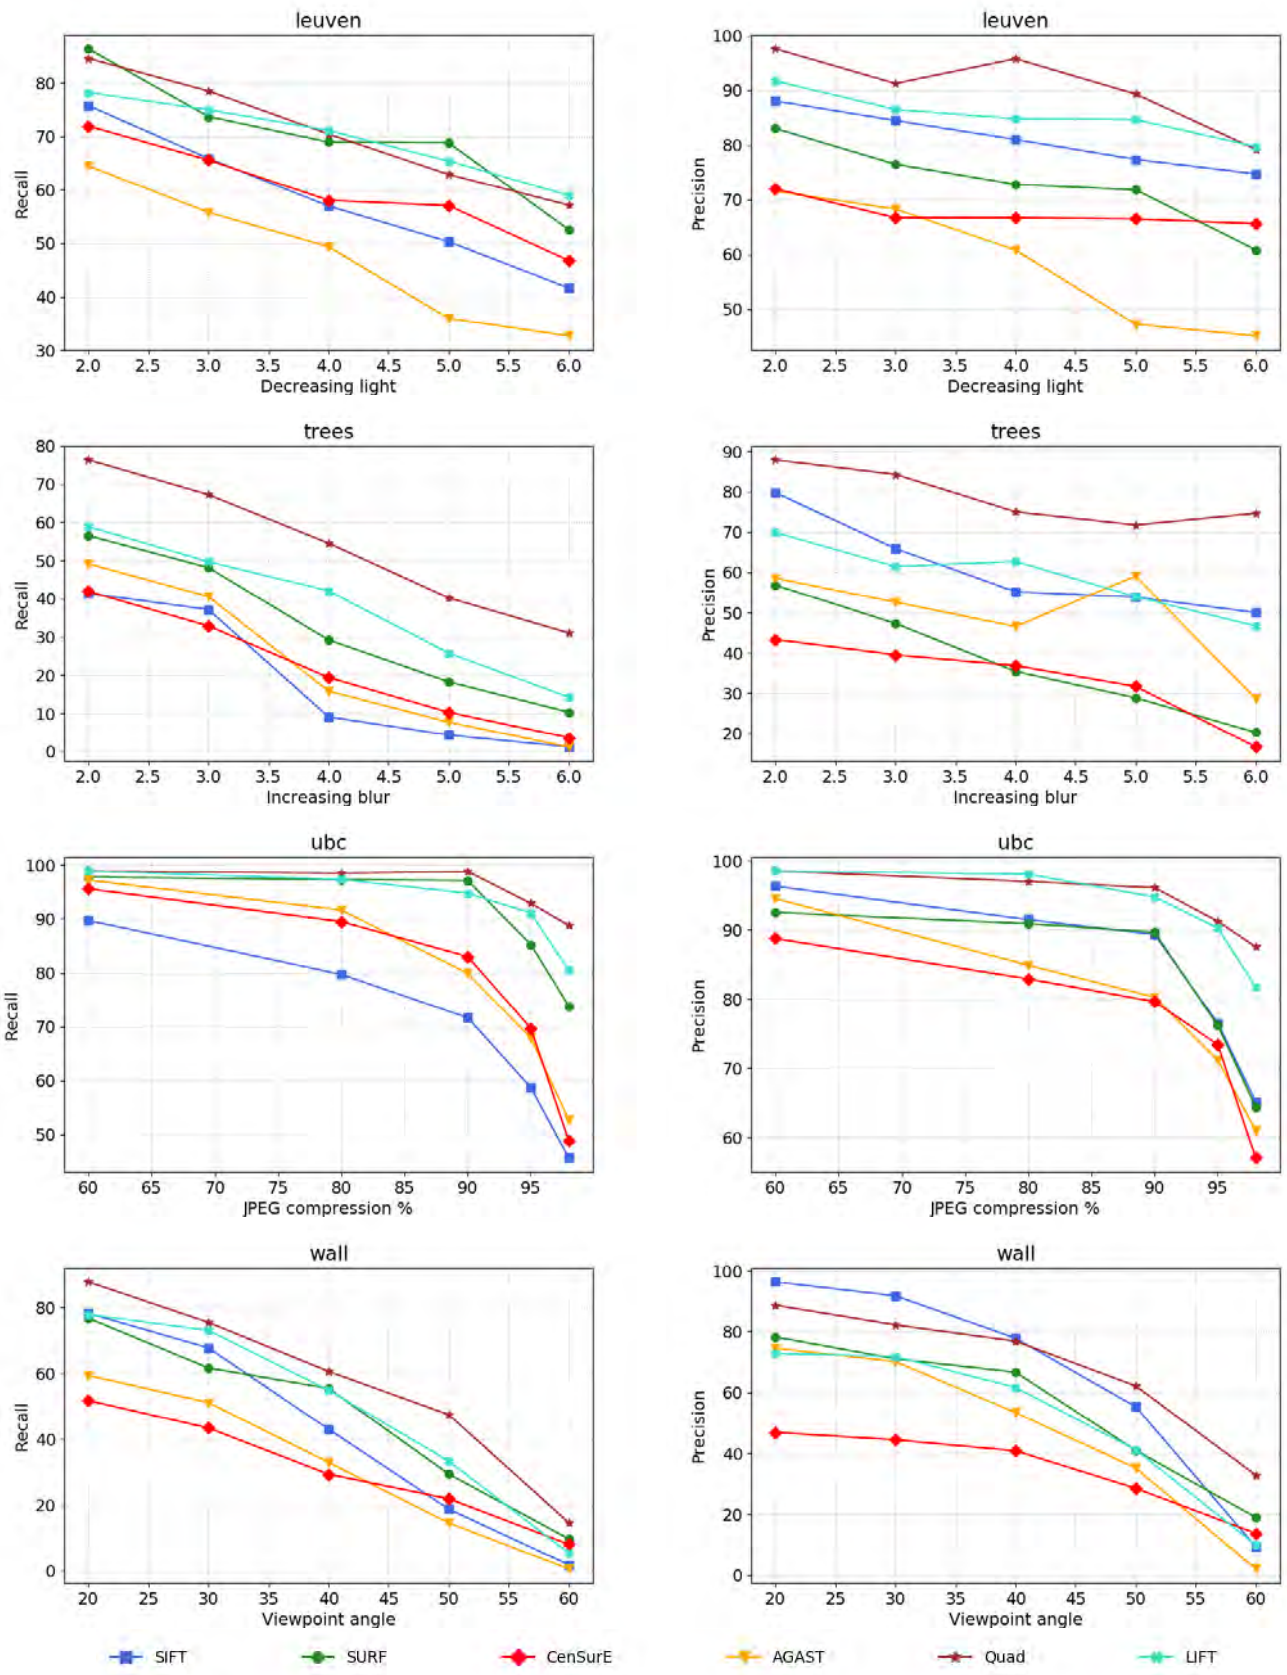 leuven
80
70
60
50
40
30
Recall
2.0 2.5 3.0 3.5 4.0 4.5 5.0 5.5 6.0
Decreasing light
leuven
100
90
80
70
60
50
Precision
2.0 2.5 3.0 3.5 4.0 4.5 5.0 5.5 6.0
Decreasing light
trees
80
70
60
50
40
30
20
10
0
Recall
2.0 2.5 3.0 3.5 4.0 4.5 5.0 5.5 6.0
Increasing blur
trees
90
80
70
60
50
40
30
20
Precision
2.0 2.5 3.0 3.5 4.0 4.5 5.0 5.5 6.0
Increasing blur
ubc
100
90
80
70
60
50
Recall
60 65 70 75 80 85 90 95
JPEG compression %
ubc
100
90
80
70
60
Precision
60 65 70 75 80 85 90 95
JPEG compression %
wall
80
60
40
20
0
Recall
20 25 30 35 40 45 50 55 60
Viewpoint angle
wall
100
80
60
40
20
0
Precision
20 25 30 35 40 45 50 55 60
Viewpoint angle
SIFT SURF CenSurE AGAST Quad LIFT